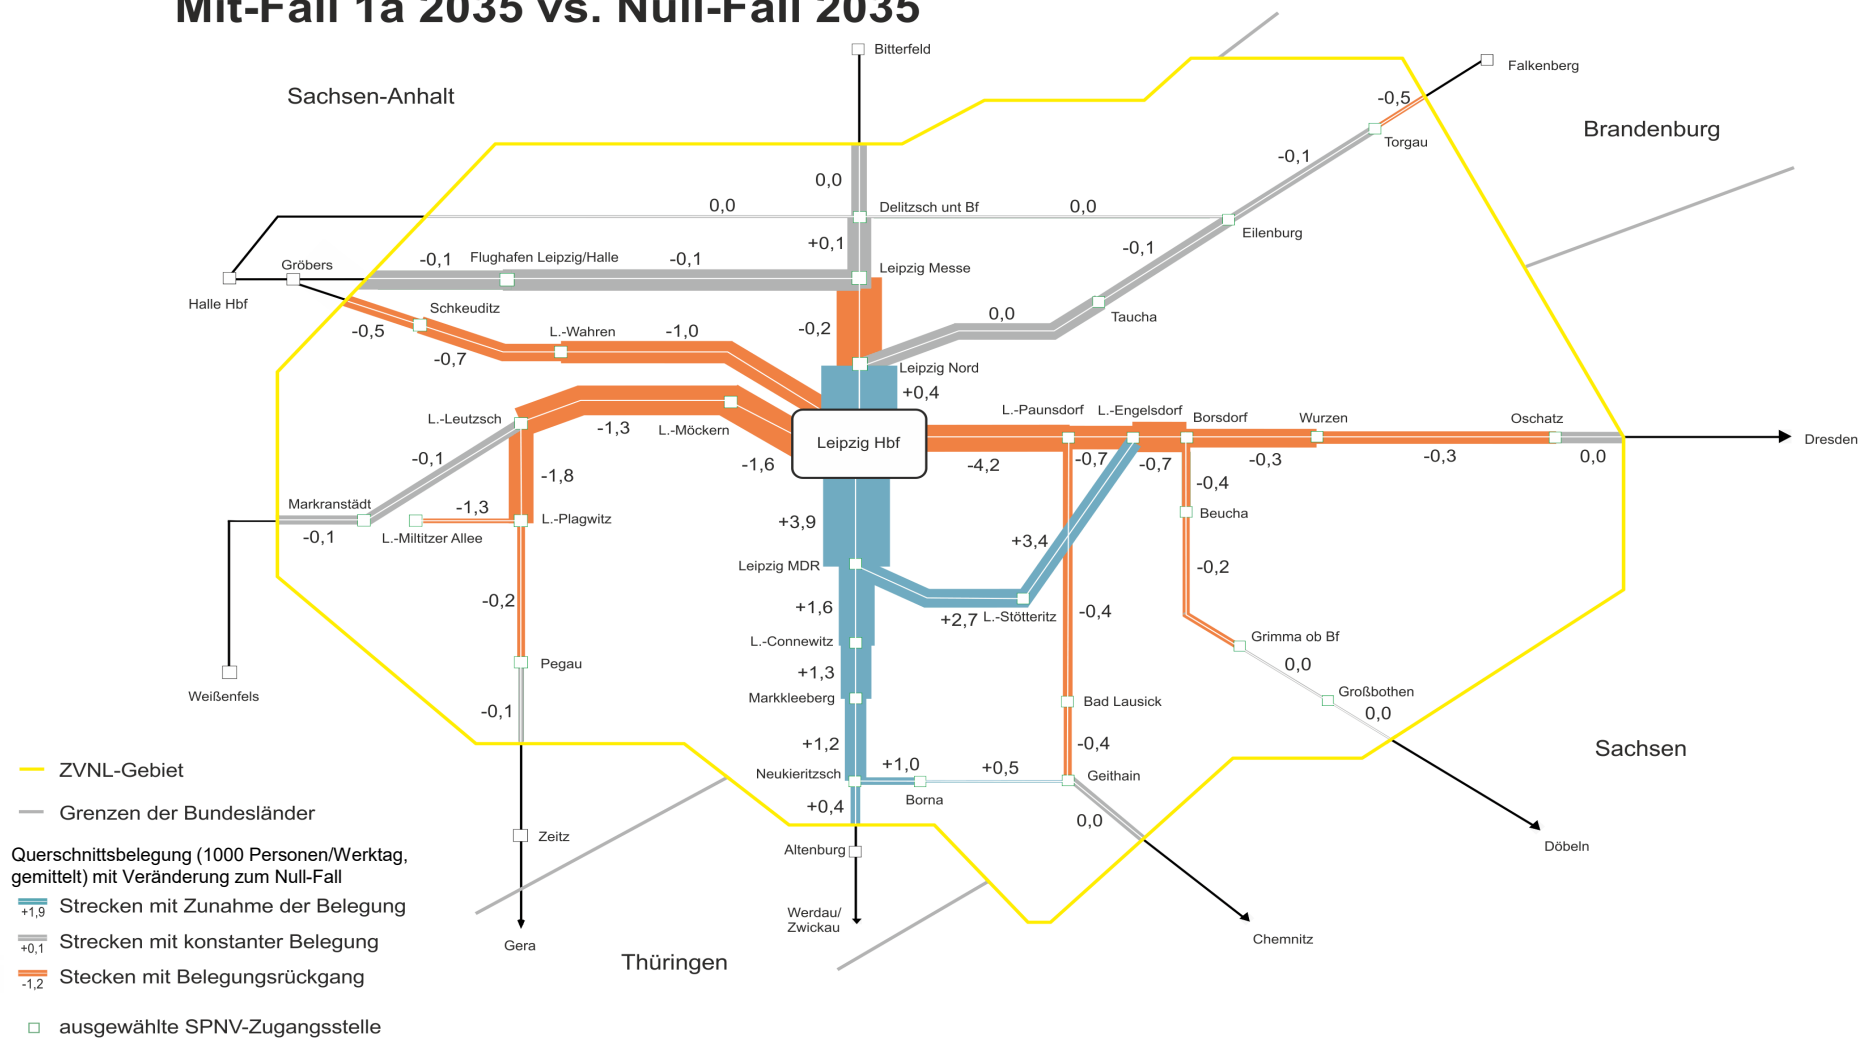 Mit-Fall 1a 2035 vs. Null-Fall 2035
Bitterfeld
Falkenberg
Sachsen-Anhalt
-0,5
Brandenburg
Torgau
-0,1
0,0
0,0
Delitzsch unt Bf
0,0
Eilenburg
+0,1
-0,1
-0,1
Flughafen Leipzig/Halle
-0,1
Gröbers
Leipzig Messe
Halle Hbf
Schkeuditz
0,0
Taucha
-0,5
L.-Wahren
-1,0
-0,2
-0,7
Leipzig Nord
+0,4
L.-Leutzsch
-1,3
L.-Möckern
Leipzig Hbf
L.-Paunsdorf
L.-Engelsdorf
Borsdorf
Wurzen
Oschatz
Dresden
-0,1
-1,6
-4,2
-0,7
-0,7
-0,3
-0,3
0,0
-1,8
-0,4
Markranstädt
-1,3
L.-Plagwitz
+3,9
Beucha
-0,1
L.-Miltitzer Allee
+3,4
Leipzig MDR
-0,2
-0,2
+1,6
+2,7
L.-Stötteritz
-0,4
L.-Connewitz
Grimma ob Bf
Pegau
+1,3
0,0
Weißenfels
Markkleeberg
Bad Lausick
Großbothen
-0,1
0,0
+1,2
-0,4
Sachsen
ZVNL-Gebiet
Neukieritzsch
+1,0
+0,5
Geithain
Borna
Grenzen der Bundesländer
+0,4
0,0
Zeitz
Altenburg
Döbeln
Querschnittsbelegung (1000 Personen/Werktag,
gemittelt) mit Veränderung zum Null-Fall
+1,9
Strecken mit Zunahme der Belegung
Werdau/
Zwickau
+0,1
Strecken mit konstanter Belegung
Gera
Chemnitz
Thüringen
-1,2
Stecken mit Belegungsrückgang
ausgewählte SPNV-Zugangsstelle